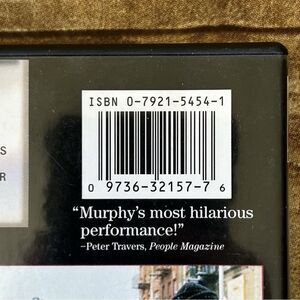 ISBN 0-7921-5454-1
S
R
0 9736-32157-7 6
“Murphy’s most hilarious
performance!”
–Peter Travers, People Magazine